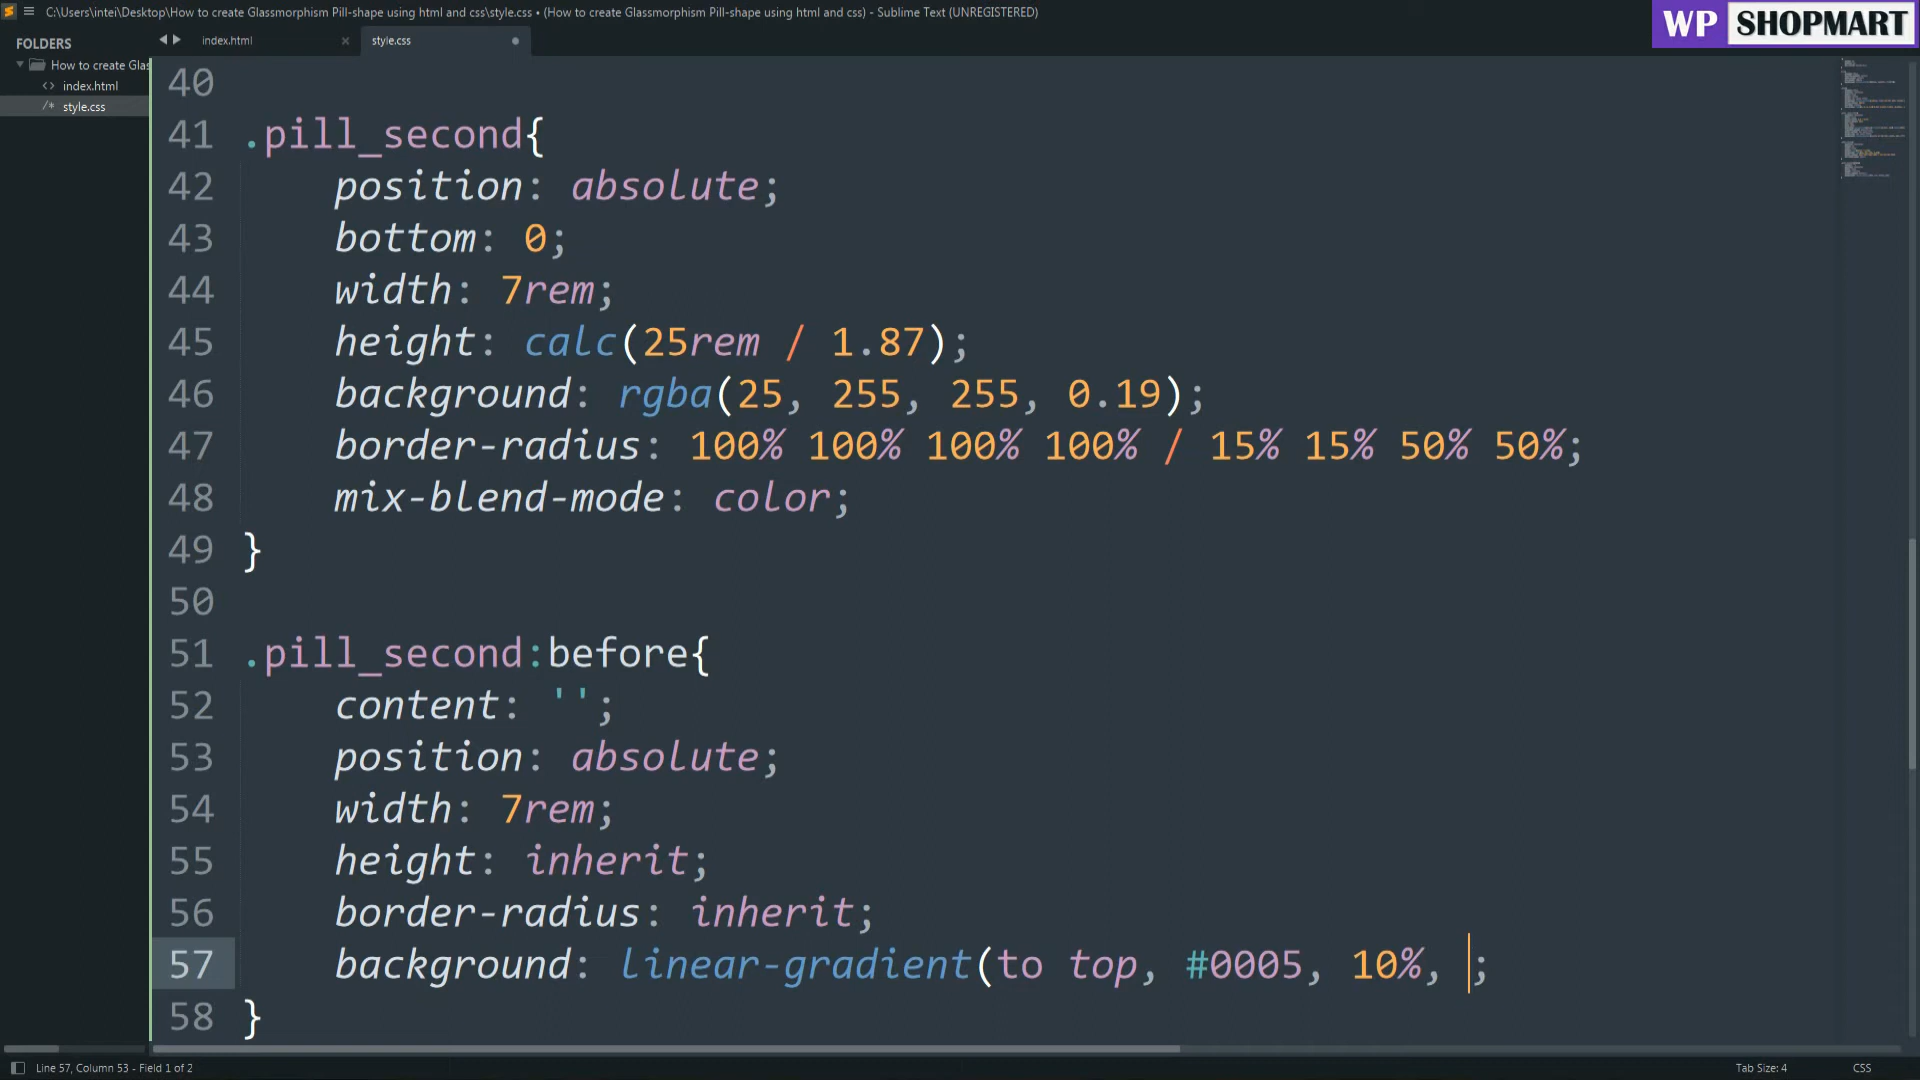 C:\Users\intei\Desktop\How to create Glassmorphism Pill-shape using html and css\style.css • (How to create Glassmorphism Pill-shape using html and css) - Sublime Text (UNREGISTERED)
WP SHOPMART
FOLDERS
How to create Glas
<> index.html
/* style.css
index.html
style.css
40
41 .pill_second{
42 position: absolute;
43 bottom: 0;
44 width: 7rem;
45 height: calc(25rem / 1.87);
46 background: rgba(25, 255, 255, 0.19);
47 border-radius: 100% 100% 100% 100% / 15% 15% 50% 50%;
48 mix-blend-mode: color;
49 }
50
51 .pill_second:before{
52 content: '';
53 position: absolute;
54 width: 7rem;
55 height: inherit;
56 border-radius: inherit;
57 background: linear-gradient(to top, #0005, 10%, ;
58 }
Line 57, Column 53 - Field 1 of 2
Tab Size: 4
CSS